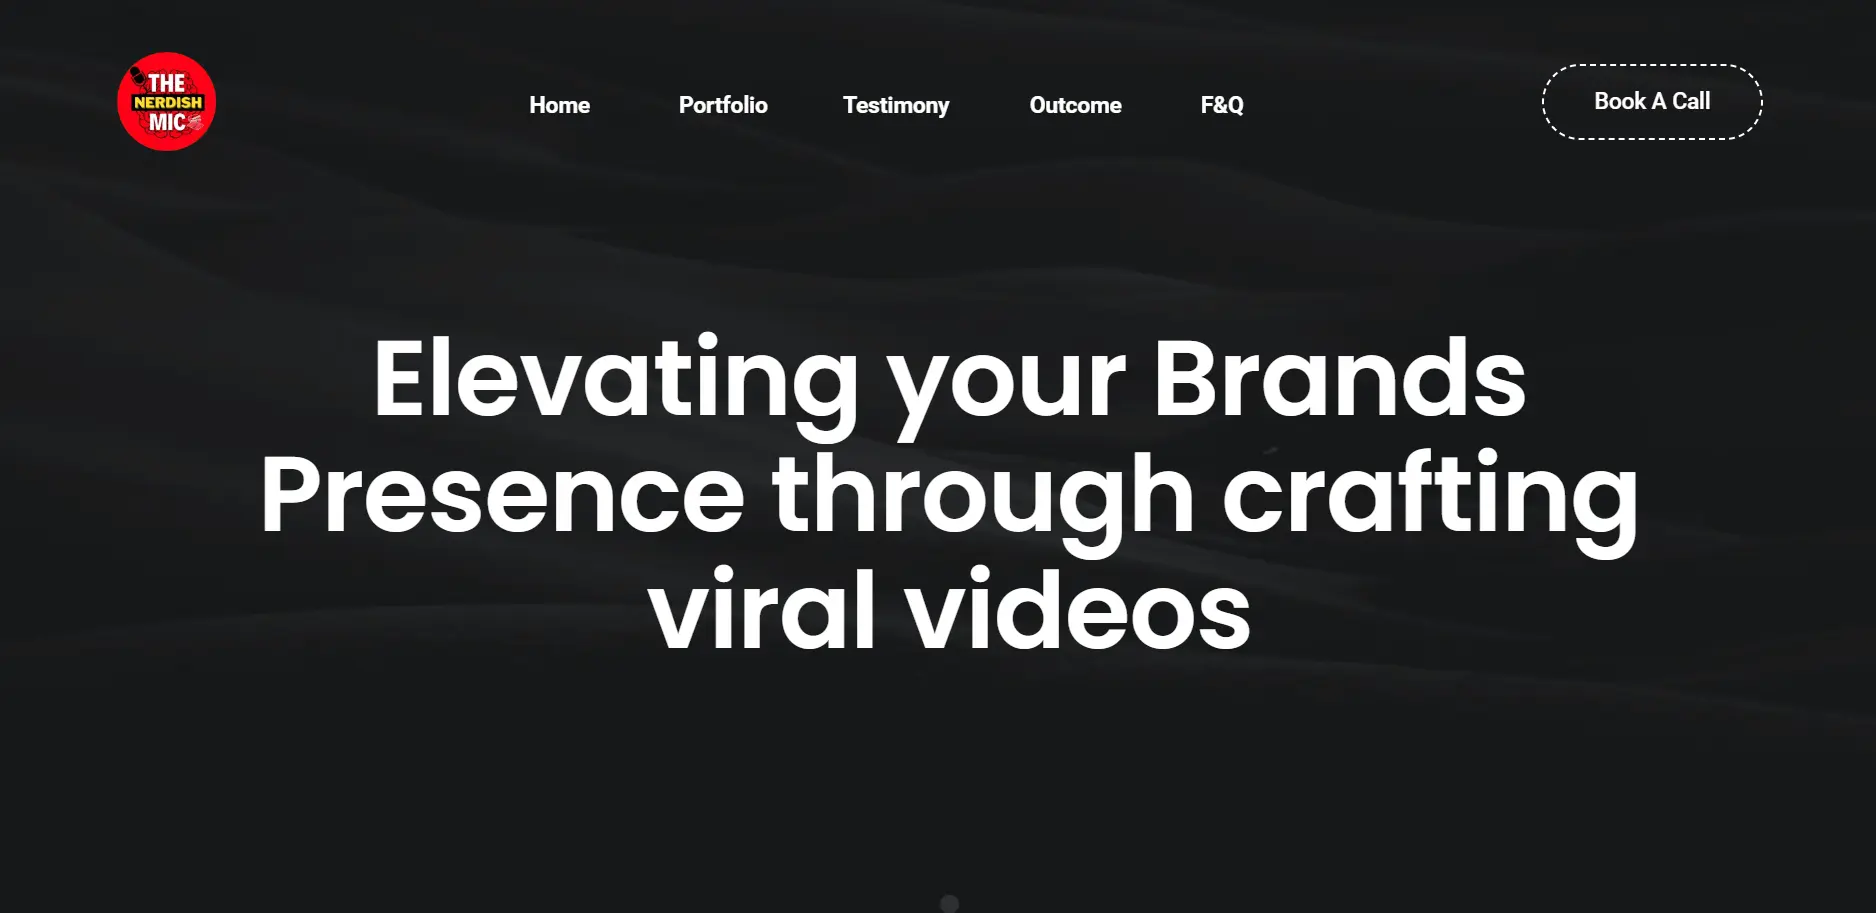 THE
NERDISH
MIC
Home
Portfolio
Testimony
Outcome
F&Q
Book A Call
Elevating your Brands
Presence through crafting
viral videos